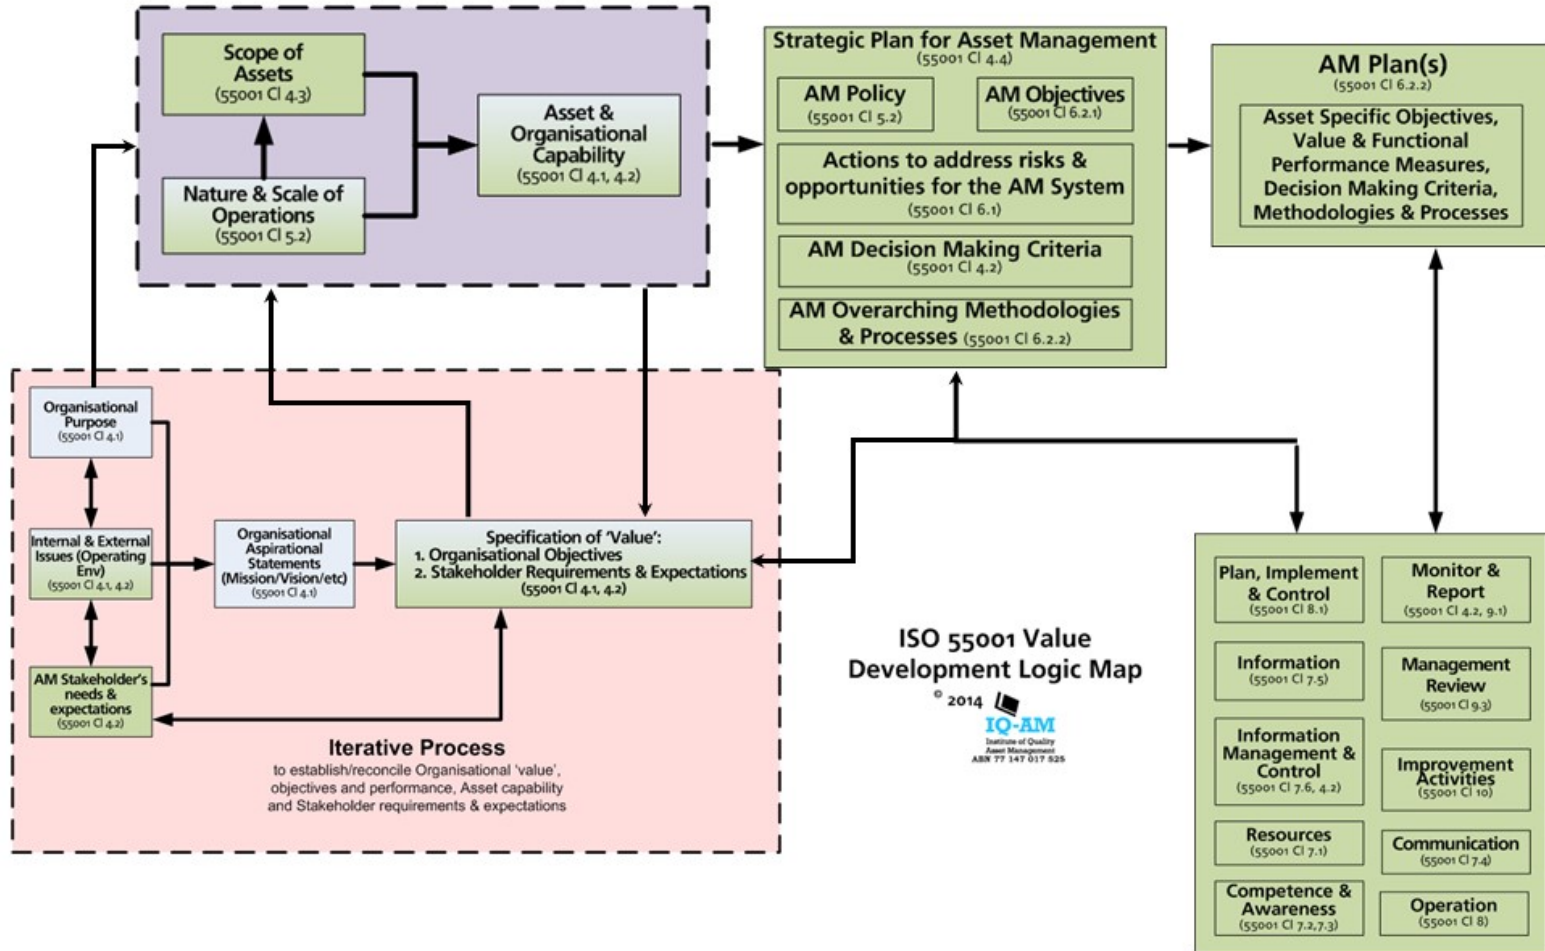 Scope of
Assets
(55001 Cl 4.3)
Nature & Scale of
Operations
(55001 Cl 5.2)
Asset &
Organisational
Capability
(55001 Cl 4.1, 4.2)
Strategic Plan for Asset Management
(55001 Cl 4.4)
AM Policy
(55001 Cl 5.2)
AM Objectives
(55001 Cl 6.2.1)
Actions to address risks &
opportunities for the AM System
(55001 Cl 6.1)
AM Decision Making Criteria
(55001 Cl 4.2)
AM Overarching Methodologies
& Processes (55001 Cl 6.2.2)
AM Plan(s)
(55001 Cl 6.2.2)
Asset Specific Objectives,
Value & Functional
Performance Measures,
Decision Making Criteria,
Methodologies & Processes
Organisational
Purpose
(55001 Cl 4.1)
Internal & External
Issues (Operating
Env)
(55001 Cl 4.1, 4.2)
AM Stakeholder's
needs &
expectations
(55001 Cl 4.2)
Organisational
Aspirational
Statements
(Mission/Vision/etc)
(55001 Cl 4.1)
Specification of 'Value':
1. Organisational Objectives
2. Stakeholder Requirements & Expectations
(55001 Cl 4.1, 4.2)
Iterative Process
to establish/reconcile Organisational 'value',
objectives and performance, Asset capability
and Stakeholder requirements & expectations
ISO 55001 Value
Development Logic Map
© 2014
IQ-AM
Institute of Quality
Asset Management
ABN 77 147 017 525
Plan, Implement
& Control
(55001 Cl 8.1)
Information
(55001 Cl 7.5)
Information
Management &
Control
(55001 Cl 7.6, 4.2)
Resources
(55001 Cl 7.1)
Competence &
Awareness
(55001 Cl 7.2,7.3)
Monitor &
Report
(55001 Cl 4.2, 9.1)
Management
Review
(55001 Cl 9.3)
Improvement
Activities
(55001 Cl 10)
Communication
(55001 Cl 7.4)
Operation
(55001 Cl 8)